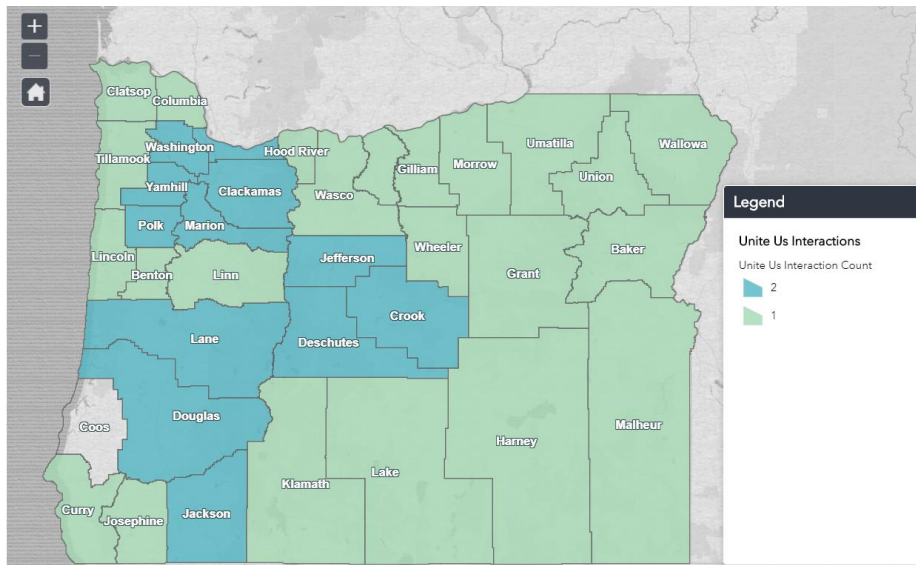 +
−
Clatsop
Columbia
Tillamook
Washington
Hood River
Yamhill
Clackamas
Wasco
Gilliam
Morrow
Umatilla
Union
Wallowa
Polk
Marion
Lincoln
Benton
Linn
Jefferson
Wheeler
Grant
Baker
Lane
Deschutes
Crook
Coos
Douglas
Curry
Josephine
Jackson
Klamath
Lake
Harney
Malheur
Legend
Unite Us Interactions
Unite Us Interaction Count
2
1